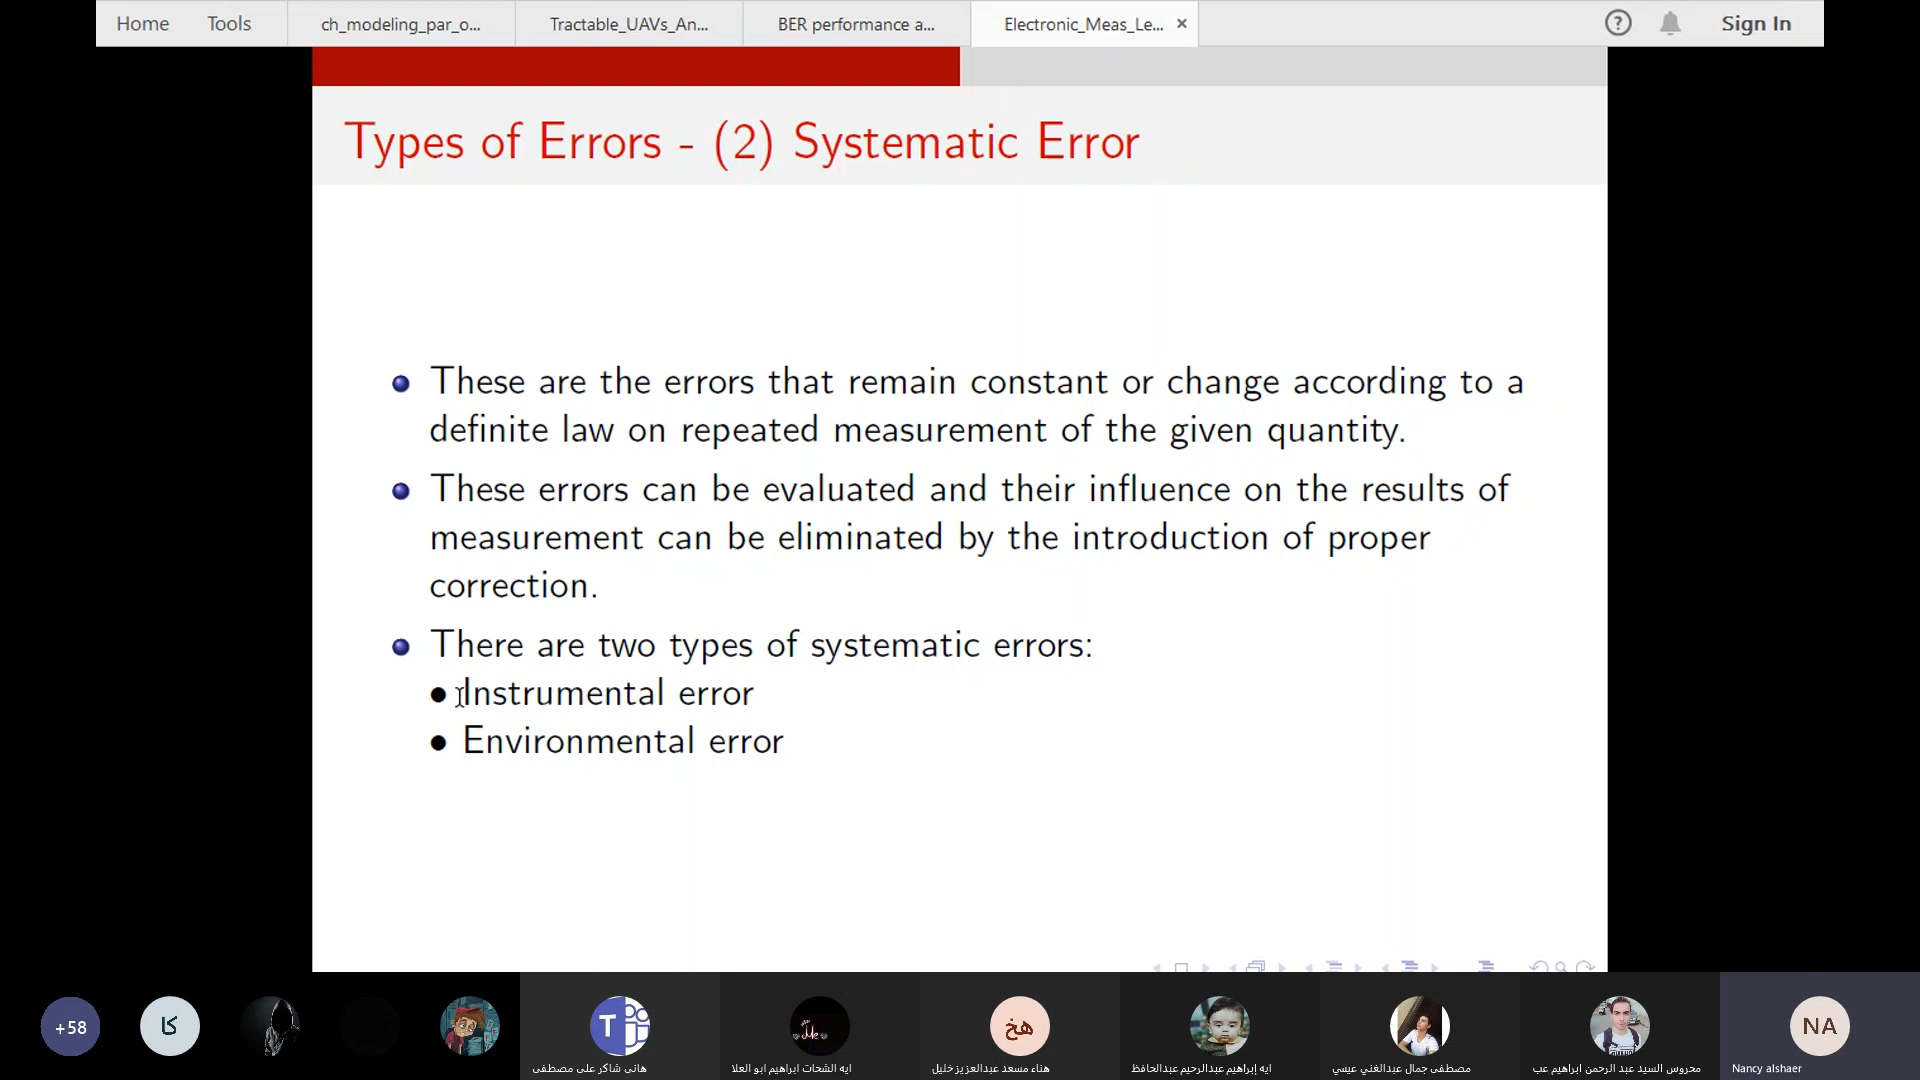 Home Tools ch_modeling_par_o... Tractable_UAVs_An... BER performance a... Electronic_Meas_Le... × ? Sign In
Types of Errors - (2) Systematic Error
These are the errors that remain constant or change according to a
definite law on repeated measurement of the given quantity.
These errors can be evaluated and their influence on the results of
measurement can be eliminated by the introduction of proper
correction.
There are two types of systematic errors:
Instrumental error
Environmental error
+58 كا T هخ NA
هانى شاكر على مصطفى ايه الشحات ابراهيم ابو العلا هناء مسعد عبدالعزيز خليل ايه إبراهيم عبدالرحيم عبدالحافظ مصطفى جمال عبدالغني عيسي محروس السيد عبد الرحمن ابراهيم عب Nancy alshaer